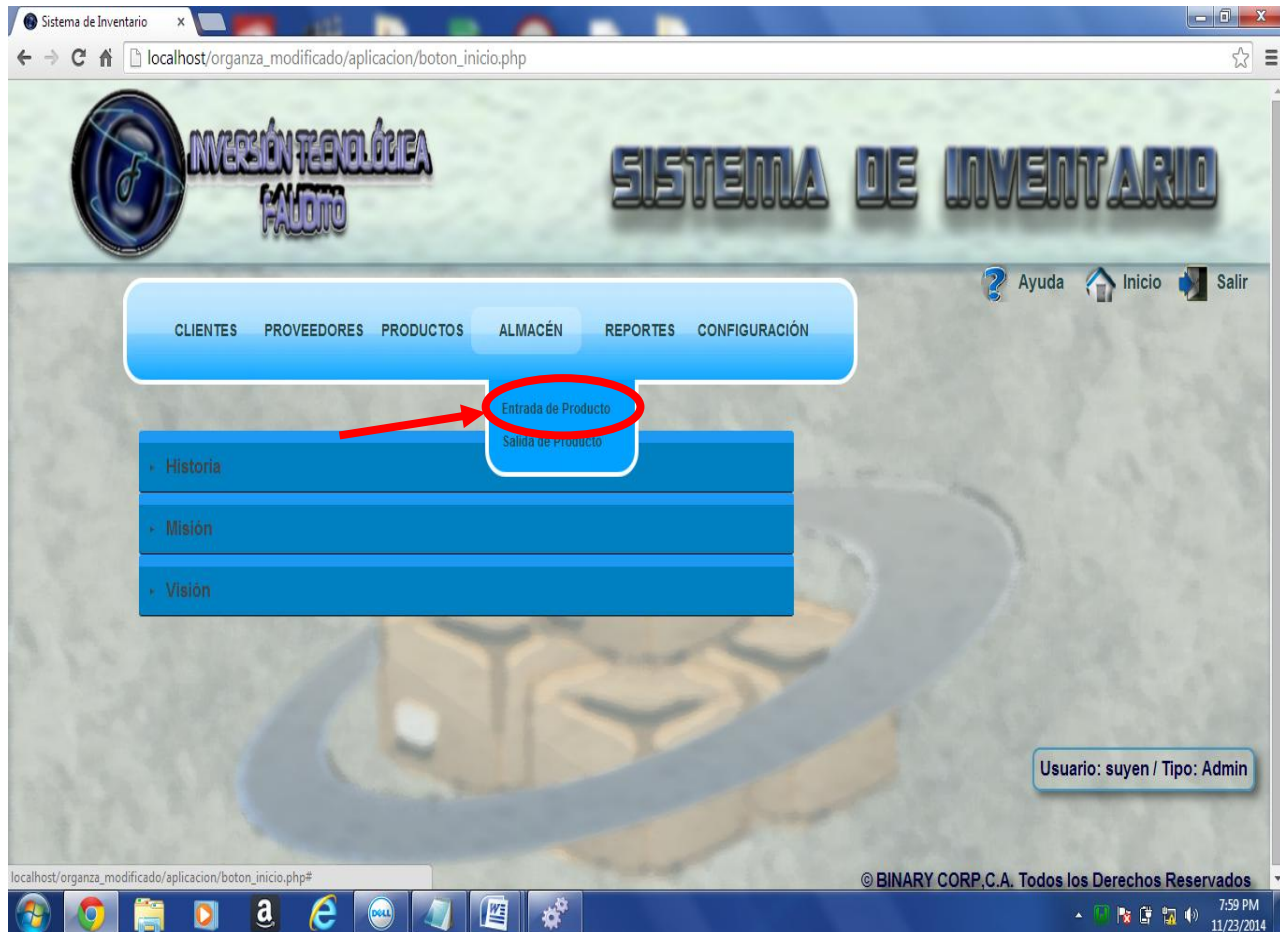 Sistema de Inventario
localhost/organza_modificado/aplicacion/boton_inicio.php
INVERSIÓN TECNOLÓGICA
FAUDITO
SISTEMA DE INVENTARIO
Ayuda Inicio Salir
CLIENTES PROVEEDORES PRODUCTOS ALMACÉN REPORTES CONFIGURACIÓN
Entrada de Producto
Salida de Producto
Historia
Misión
Visión
Usuario: suyen / Tipo: Admin
localhost/organza_modificado/aplicacion/boton_inicio.php#
© BINARY CORP,C.A. Todos los Derechos Reservados
a
DELL
W
7:59 PM
11/23/2014